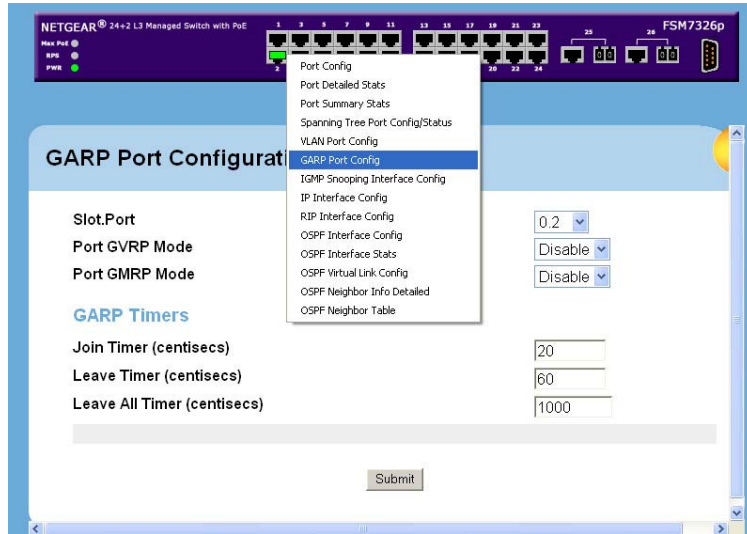 NETGEAR® 24+2 L3 Managed Switch with PoE
FSM7326p
Max PoE
RPS
PWR
1 3 5 7 9 11 13 15 17 19 21 23 25 26
2 20 22 24
Port Config
Port Detailed Stats
Port Summary Stats
Spanning Tree Port Config/Status
VLAN Port Config
GARP Port Config
IGMP Snooping Interface Config
IP Interface Config
RIP Interface Config
OSPF Interface Config
OSPF Interface Stats
OSPF Virtual Link Config
OSPF Neighbor Info Detailed
OSPF Neighbor Table
GARP Port Configurati
Slot.Port 0.2
Port GVRP Mode Disable
Port GMRP Mode Disable
GARP Timers
Join Timer (centisecs) 20
Leave Timer (centisecs) 60
Leave All Timer (centisecs) 1000
Submit